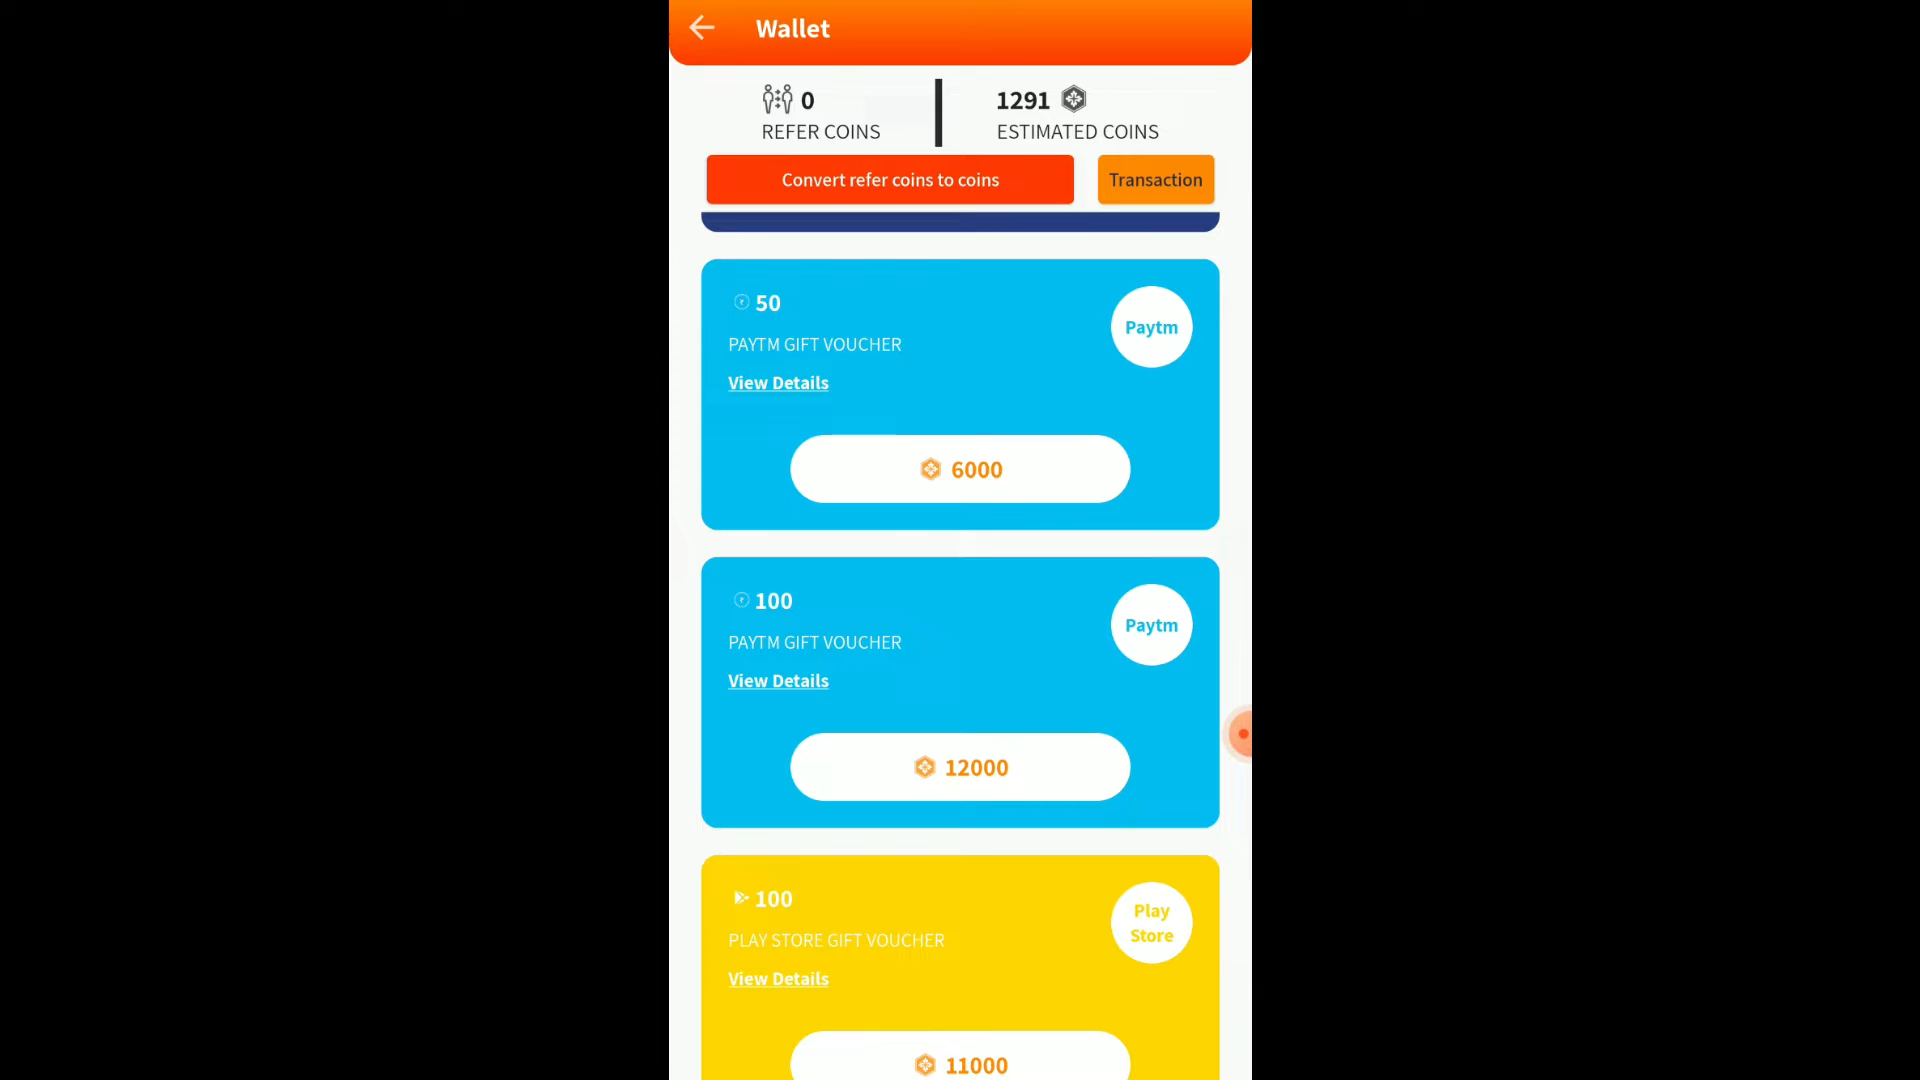 Wallet
0
REFER COINS
1291
ESTIMATED COINS
Convert refer coins to coins
Transaction
50
PAYTM GIFT VOUCHER
View Details
Paytm
6000
100
PAYTM GIFT VOUCHER
View Details
Paytm
12000
100
PLAY STORE GIFT VOUCHER
View Details
Play
Store
11000